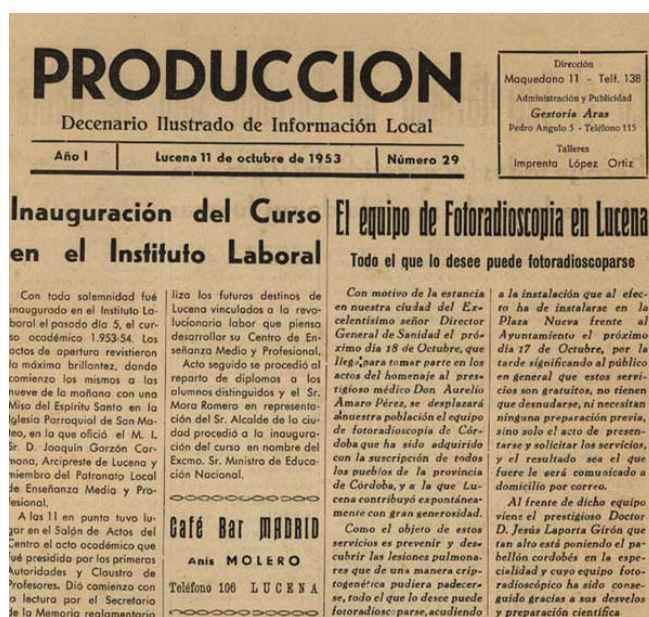 PRODUCCION
Decenario Ilustrado de Información Local
Dirección
Maquedano 11 - Telf. 138
Administración y Publicidad
Gestoria Aras
Pedro Angulo 5 - Teléfono 115
Talleres
Imprenta López Ortiz
Año I
Lucena 11 de octubre de 1953
Número 29
Inauguración del Curso
en el Instituto Laboral
Con toda solemnidad fué
inaugurado en el Instituto La-
boral el pasado día 5, el cur-
so académico 1.953-54. Los
actos de apertura revistieron
la máximo brillantez, dando
comienzo los mismos a las
nueve de la mañana con una
Misa del Espíritu Santo en la
Iglesia Parroquial de San Ma-
teo, en la que ofició el M. I.
Sr. D. Joaquín Garzón Car-
mona, Arcipreste de Lucena y
miembro del Patronato Local
de Enseñanza Media y Pro-
fesional.
A las 11 en punto tuvo lu-
gar en el Salón de Actos del
Centro el acto académico que
fué presidido por las primeras
Autoridades y Claustro de
Profesores. Dió comienzo con
la lectura por el Secretario
de la Memoria reglamentaria
liza los futuros destinos de
Lucena vinculados a la revo-
lucionaria labor que piensa
desarrollar su Centro de En-
señanza Media y Profesional.
Acto seguido se procedió al
reparto de diplomas a los
alumnos distinguidos y el Sr.
Mora Romero en representa-
ción del Sr. Alcalde de la ciu-
dad procedió a la inaugura-
ción del curso en nombre del
Excmo. Sr. Ministro de Educa-
ción Nacional.
Café Bar MADRID
Anís MOLERO
Teléfono 106 LUCENA
El equipo de Fotoradioscopia en Lucena
Todo el que lo desee puede fotoradioscoparse
Con motivo de la estancia
en nuestra ciudad del Ex-
celentísimo señor Director
General de Sanidad el pró-
ximo día 18 de Octubre, que
llega para tomar parte en los
actos del homenaje al pres-
tigioso médico Don Aurelio
Amaro Pérez, se desplazará
a nuestra población el equipo
de fotoradioscopia de Cór-
doba que ha sido adquirido
con la suscripción de todos
los pueblos de la provincia
de Córdoba, y a la que Lu-
cena contribuyó expontánea-
mente con gran generosidad.
Como el objeto de estos
servicios es prevenir y des-
cubrir las lesiones pulmona-
res que de una manera crip-
togenética pudiera padecer-
se, todo el que lo desee puede
fotoradioscoparse, acudiendo
a la instalación que al efec-
to ha de instalarse en la
Plaza Nueva frente al
Ayuntamiento el próximo
día 17 de Octubre, por la
tarde significando al público
en general que estos servi-
cios son gratuítos, no tienen
que desnudarse, ni necesitan
ninguna preparación previa,
sino solo el acto de presen-
tarse y solicitar los servicios,
y el resultado sea el que
fuere le será comunicado a
domicilio por correo.
Al frente de dicho equipo
viene el prestigioso Doctor
D. Jesús Laporta Girón que
tan alto está poniendo el pa-
bellón cordobés en la espe-
cialidad y cuyo equipo foto-
radioscópico ha sido conse-
guido gracias a sus desvelos
y preparación científica